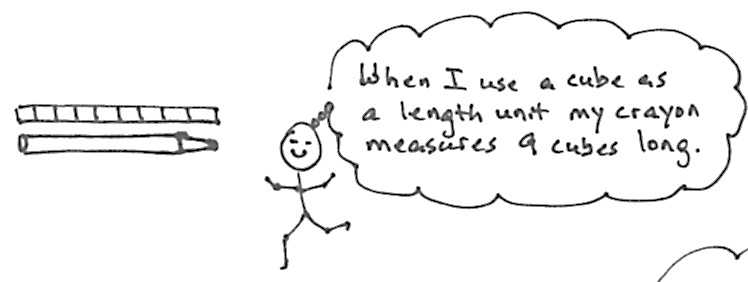 When I use a cube as
a length unit my crayon
measures 9 cubes long.